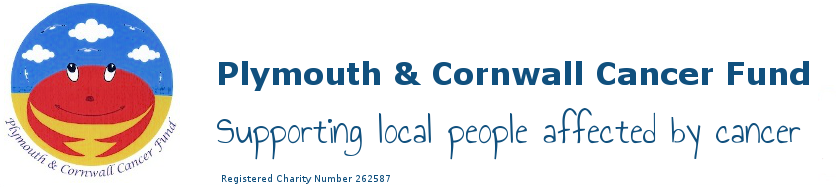 Plymouth & Cornwall Cancer Fund
Supporting local people affected by cancer
Plymouth & Cornwall Cancer Fund
Registered Charity Number 262587